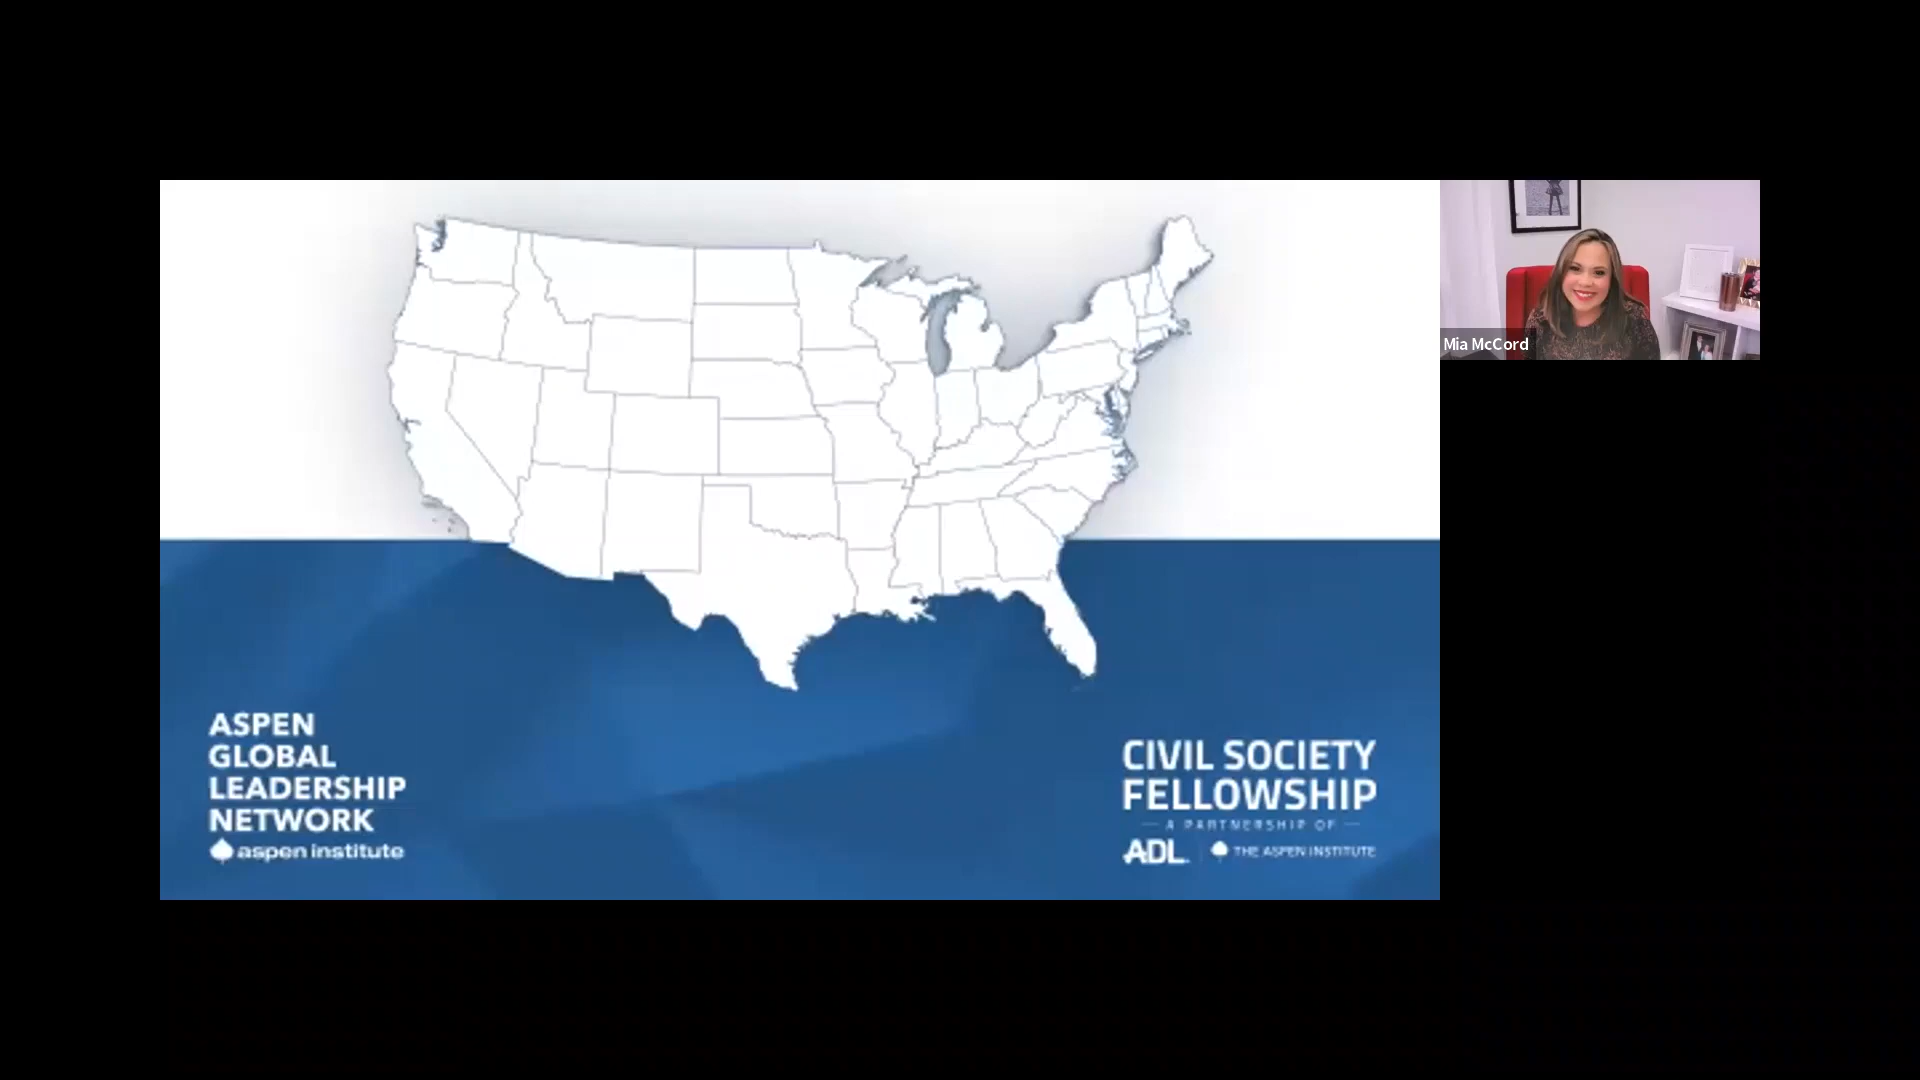 Mia McCord
ASPEN
GLOBAL
LEADERSHIP
NETWORK
aspen institute
CIVIL SOCIETY
FELLOWSHIP
A PARTNERSHIP OF
ADL
THE ASPEN INSTITUTE